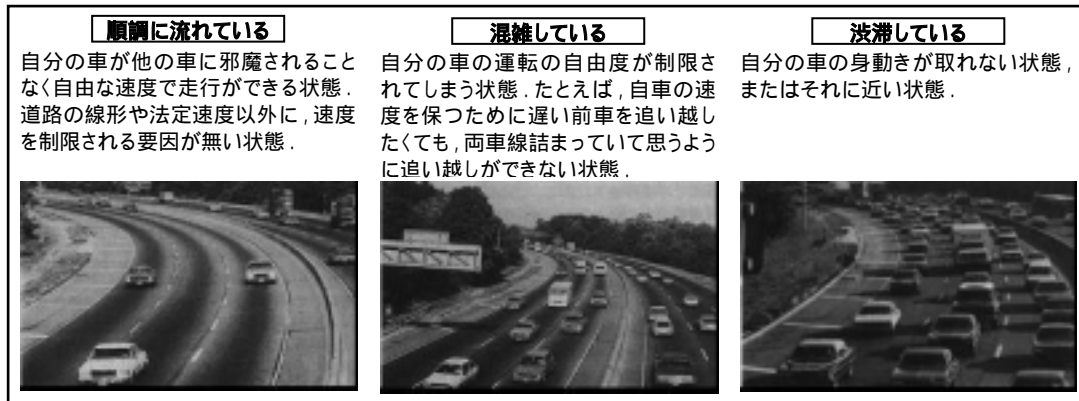 順調に流れている
自分の車が他の車に邪魔されること
なく自由な速度で走行ができる状態．
道路の線形や法定速度以外に，速度
を制限される要因が無い状態．
混雑している
自分の車の運転の自由度が制限さ
れてしまう状態．たとえば，自車の速
度を保つために遅い前車を追い越し
たくても，両車線詰まっていて思うよう
に追い越しができない状態．
渋滞している
自分の車の身動きが取れない状態，
またはそれに近い状態．